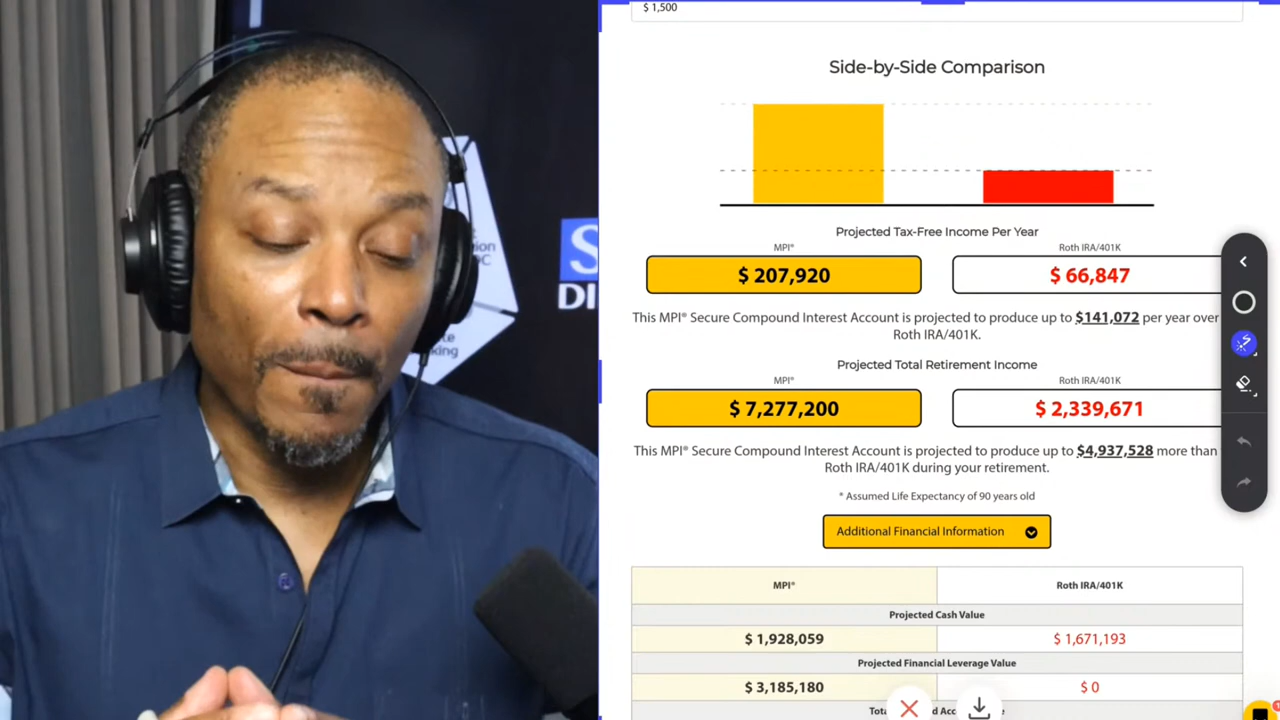 $ 1,500
Side-by-Side Comparison
Projected Tax-Free Income Per Year
MPI® Roth IRA/401K
$ 207,920 $ 66,847
This MPI® Secure Compound Interest Account is projected to produce up to $141,072 per year over
Roth IRA/401K.
Projected Total Retirement Income
MPI® Roth IRA/401K
$ 7,277,200 $ 2,339,671
This MPI® Secure Compound Interest Account is projected to produce up to $4,937,528 more than
Roth IRA/401K during your retirement.
* Assumed Life Expectancy of 90 years old
Additional Financial Information
MPI® Roth IRA/401K
Projected Cash Value
$ 1,928,059 $ 1,671,193
Projected Financial Leverage Value
$ 3,185,180 $ 0
S
DI
king